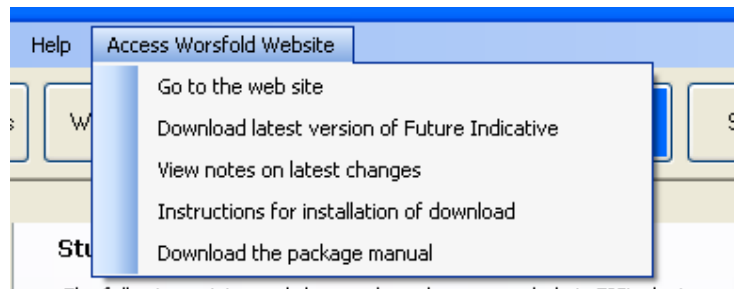 Help Access Worsfold Website
Go to the web site
Download latest version of Future Indicative
View notes on latest changes
Instructions for installation of download
Download the package manual